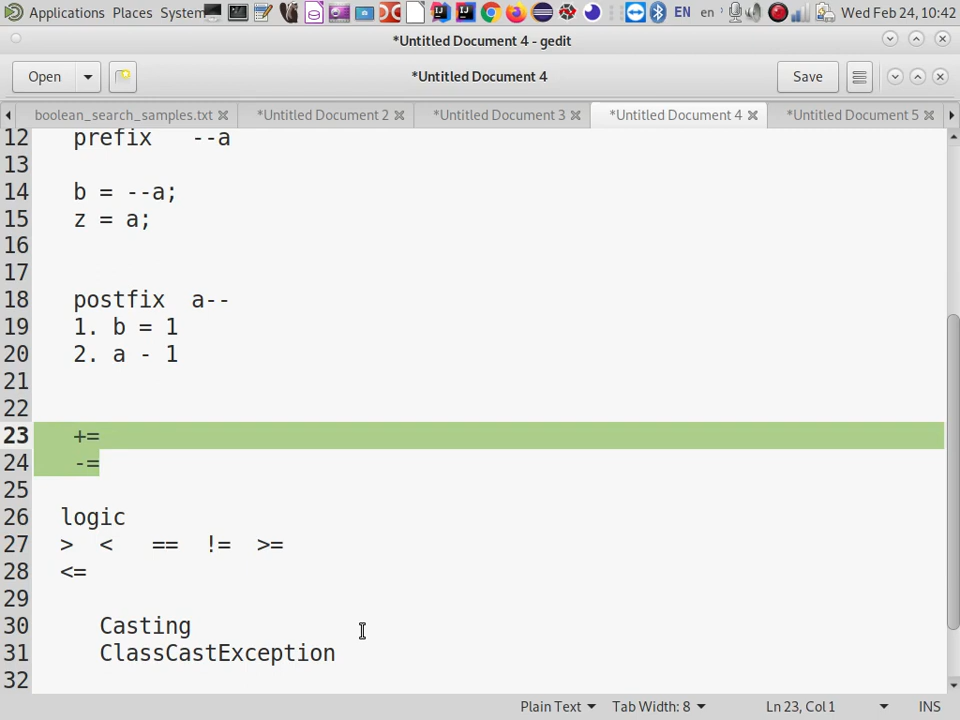 Applications Places System EN en Wed Feb 24, 10:42
*Untitled Document 4 - gedit
Open *Untitled Document 4 Save
boolean_search_samples.txt *Untitled Document 2 *Untitled Document 3 *Untitled Document 4 *Untitled Document 5
12 prefix --a
13
14 b = --a;
15 z = a;
16
17
18 postfix a--
19 1. b = 1
20 2. a - 1
21
22
23 +=
24 -=
25
26 logic
27 > < == != >=
28 <=
29
30 Casting
31 ClassCastException
32
Plain Text Tab Width: 8 Ln 23, Col 1 INS